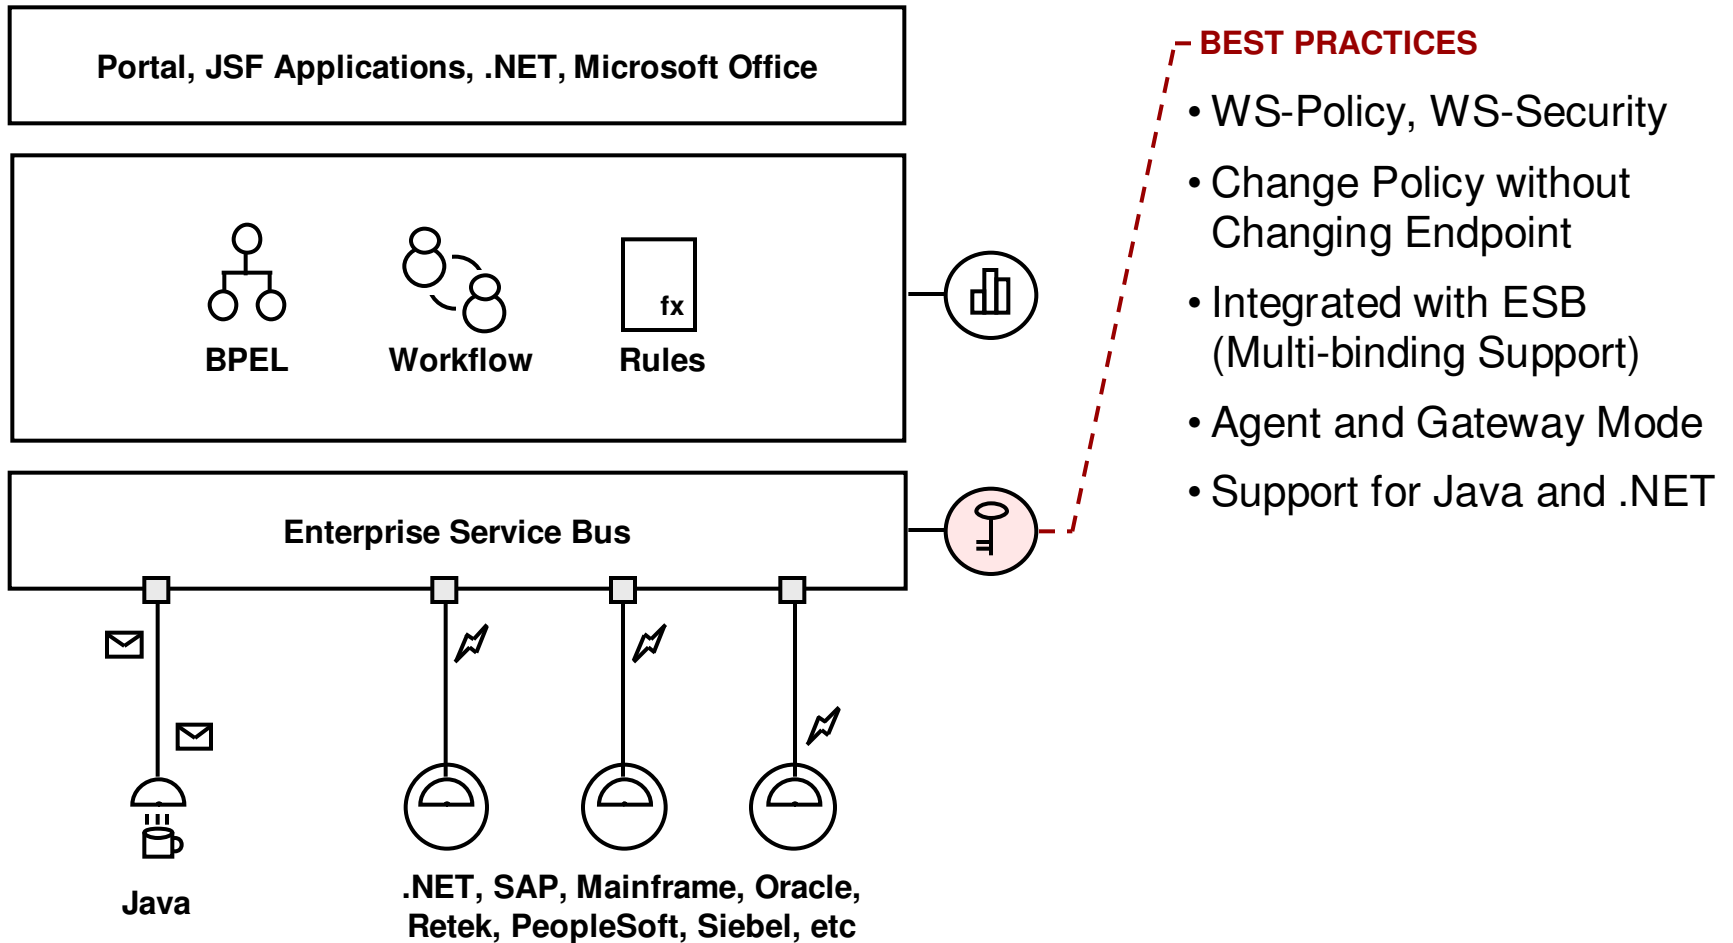 Portal, JSF Applications, .NET, Microsoft Office
BPEL
Workflow
fx
Rules
Enterprise Service Bus
Java
.NET, SAP, Mainframe, Oracle,
Retek, PeopleSoft, Siebel, etc
BEST PRACTICES
• WS-Policy, WS-Security
• Change Policy without
Changing Endpoint
• Integrated with ESB
(Multi-binding Support)
• Agent and Gateway Mode
• Support for Java and .NET